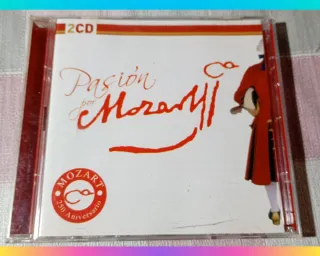 2CD
Pasión
por
Mozart
MOZART
250 Aniversario